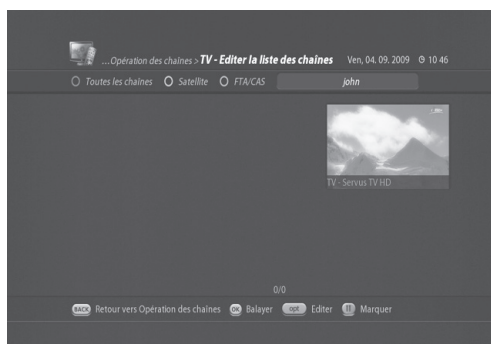 ...Opération des chaînes > TV - Editer la liste des chaînes Ven, 04. 09. 2009 10 46
Toutes les chaînes Satellite FTA/CAS john
TV - Servus TV HD
0/0
BACK Retour vers Opération des chaînes OK Balayer opt Editer II Marquer